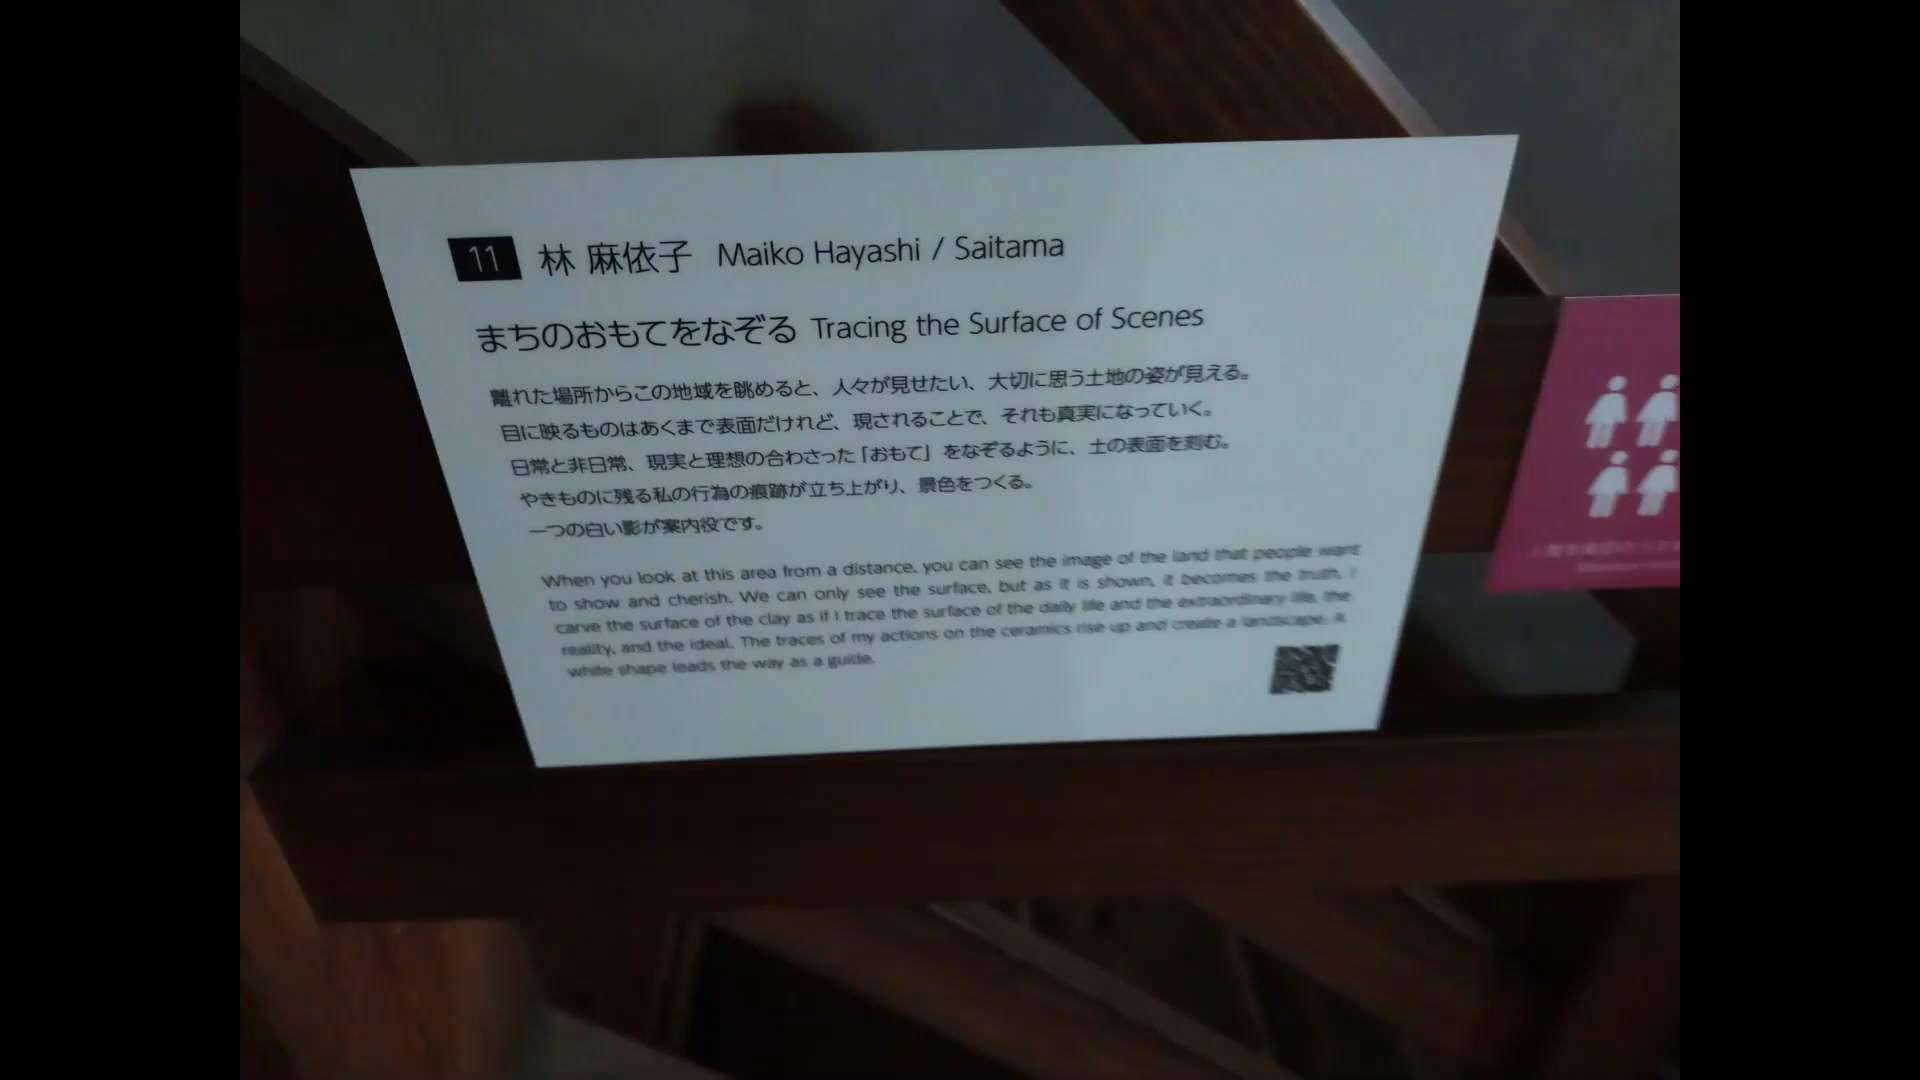 11 林 麻依子 Maiko Hayashi / Saitama
まちのおもてをなぞる Tracing the Surface of Scenes
離れた場所からこの地域を眺めると、人々が見せたい、大切に思う土地の姿が見える。
目に映るものはあくまで表面だけれど、現されることで、それも真実になっていく。
日常と非日常、現実と理想の合わさった「おもて」をなぞるように、土の表面を刻む。
やきものに残る私の行為の痕跡が立ち上がり、景色をつくる。
一つの白い影が案内役です。
When you look at this area from a distance, you can see the image of the land that people want
to show and cherish. We can only see the surface, but as it is shown, it becomes the truth. I
carve the surface of the clay as if I trace the surface of the daily life and the extraordinary life, the
reality, and the ideal. The traces of my actions on the ceramics rise up and create a landscape. A
white shape leads the way as a guide.